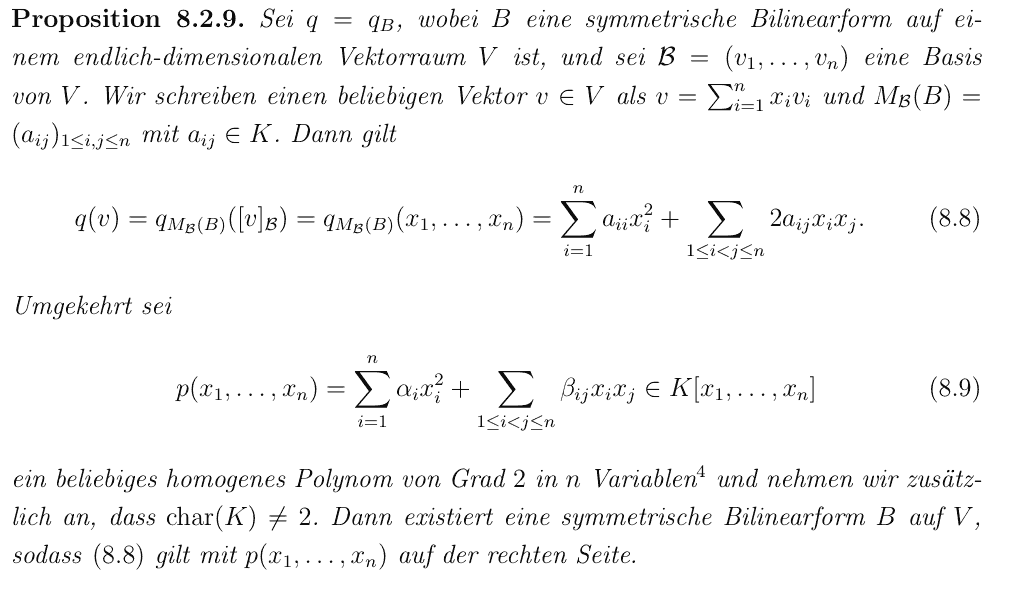 Proposition 8.2.9. Sei q = q_B, wobei B eine symmetrische Bilinearform auf ei-
nem endlich-dimensionalen Vektorraum V ist, und sei ℬ = (v_1, . . . , v_n) eine Basis
von V. Wir schreiben einen beliebigen Vektor v ∈ V als v = ∑_{i=1}^n x_i v_i und M_ℬ(B) =
(a_{ij})_{1≤i,j≤n} mit a_{ij} ∈ K. Dann gilt
q(v) = q_{M_ℬ(B)}([v]_ℬ) = q_{M_ℬ(B)}(x_1, . . . , x_n) = ∑_{i=1}^n a_{ii} x_i^2 + ∑_{1≤i<j≤n} 2a_{ij} x_i x_j. (8.8)
Umgekehrt sei
p(x_1, . . . , x_n) = ∑_{i=1}^n α_i x_i^2 + ∑_{1≤i<j≤n} β_{ij} x_i x_j ∈ K[x_1, . . . , x_n] (8.9)
ein beliebiges homogenes Polynom von Grad 2 in n Variablen^4 und nehmen wir zusätz-
lich an, dass char(K) ≠ 2. Dann existiert eine symmetrische Bilinearform B auf V,
sodass (8.8) gilt mit p(x_1, . . . , x_n) auf der rechten Seite.